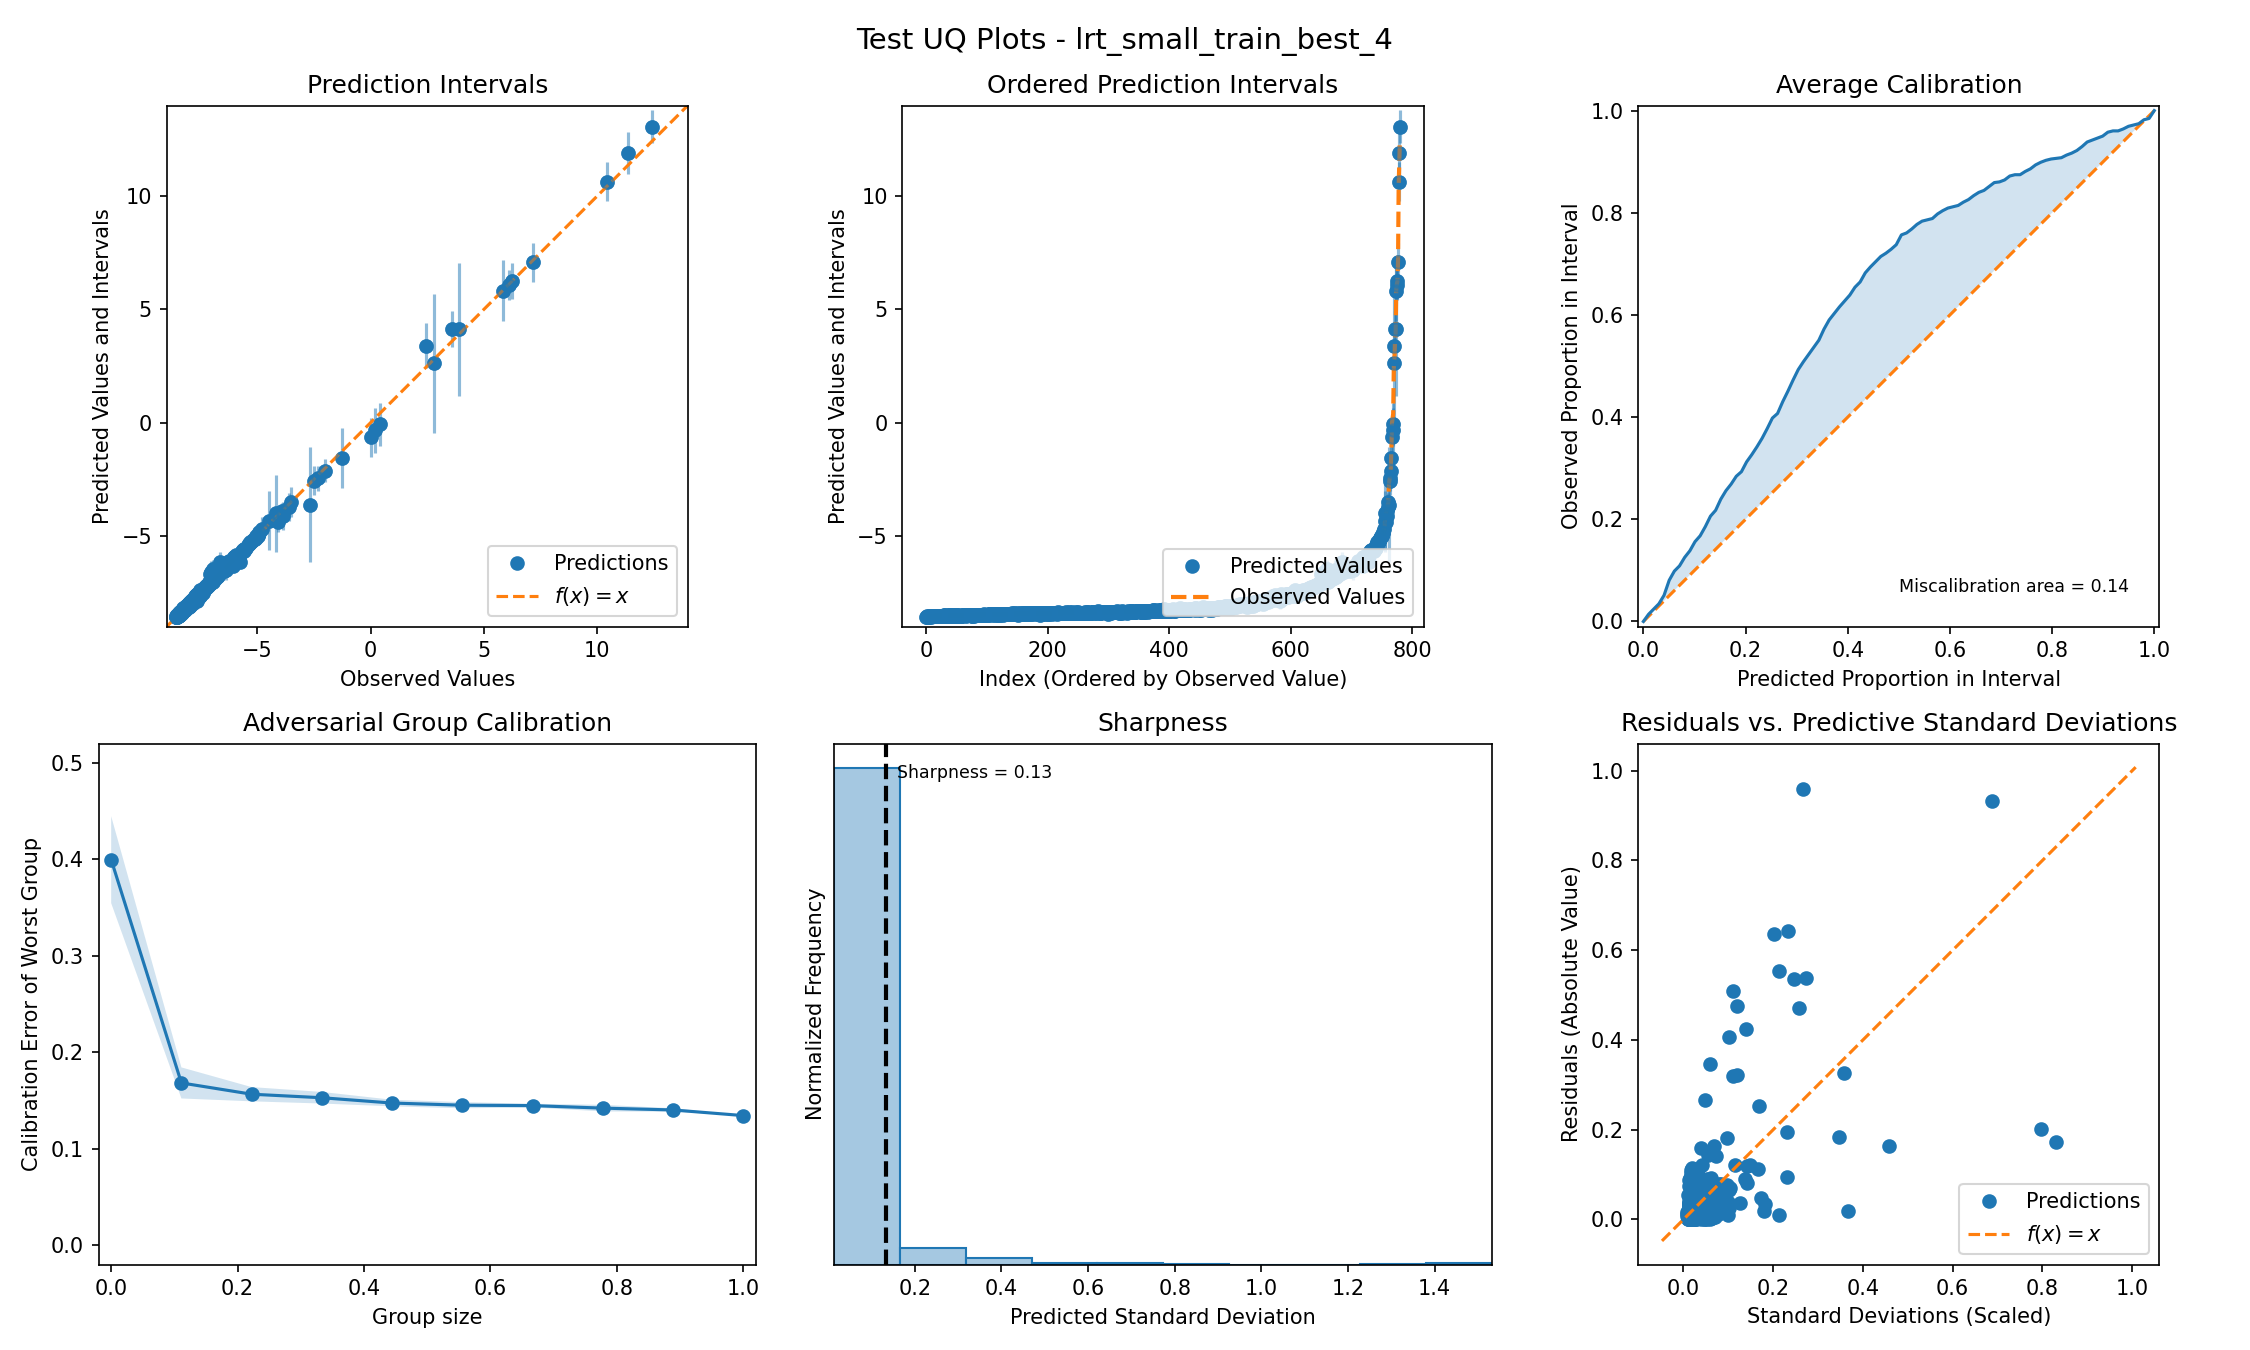 Test UQ Plots - lrt_small_train_best_4
Prediction Intervals
Predicted Values and Intervals
10
5
0
−5
−5 0 5 10
Observed Values
Predictions
f(x) = x
Ordered Prediction Intervals
Predicted Values and Intervals
10
5
0
−5
0 200 400 600 800
Index (Ordered by Observed Value)
Predicted Values
Observed Values
Average Calibration
Observed Proportion in Interval
1.0
0.8
0.6
0.4
0.2
0.0
0.0 0.2 0.4 0.6 0.8 1.0
Predicted Proportion in Interval
Miscalibration area = 0.14
Adversarial Group Calibration
Calibration Error of Worst Group
0.5
0.4
0.3
0.2
0.1
0.0
0.0 0.2 0.4 0.6 0.8 1.0
Group size
Sharpness
Normalized Frequency
Sharpness = 0.13
0.2 0.4 0.6 0.8 1.0 1.2 1.4
Predicted Standard Deviation
Residuals vs. Predictive Standard Deviations
Residuals (Absolute Value)
1.0
0.8
0.6
0.4
0.2
0.0
0.0 0.2 0.4 0.6 0.8 1.0
Standard Deviations (Scaled)
Predictions
f(x) = x